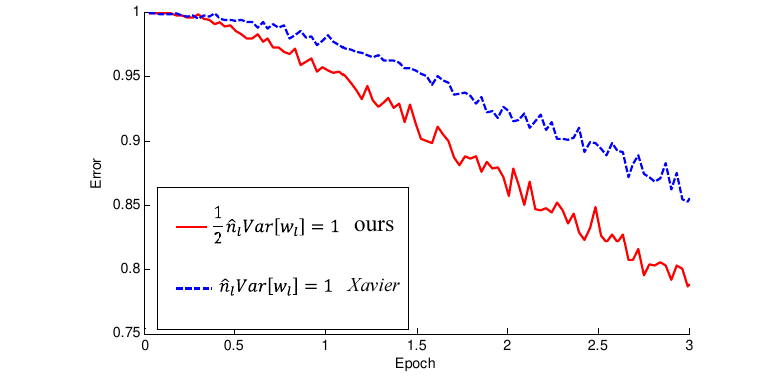 1
0.95
0.9
0.85
0.8
0.75
Error
1/2 n̂_l Var[w_l] = 1 ours
n̂_l Var[w_l] = 1 Xavier
0 0.5 1 1.5 2 2.5 3
Epoch